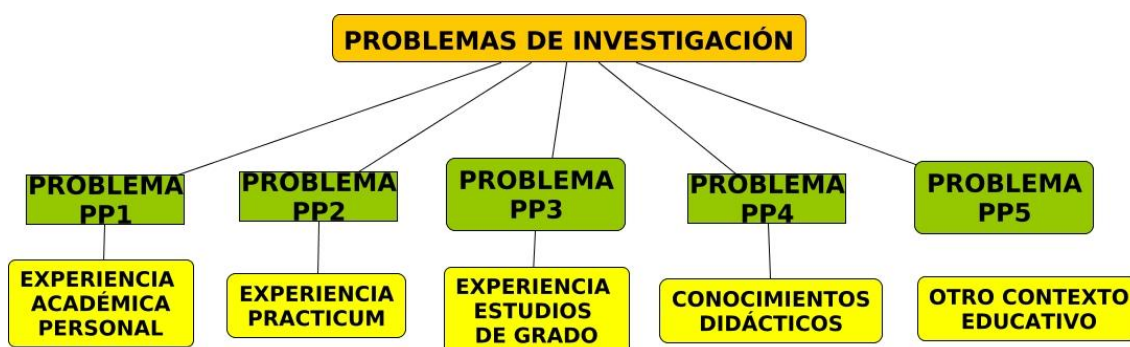 PROBLEMAS DE INVESTIGACIÓN
PROBLEMA
PP1
PROBLEMA
PP2
PROBLEMA
PP3
PROBLEMA
PP4
PROBLEMA
PP5
EXPERIENCIA
ACADÉMICA
PERSONAL
EXPERIENCIA
PRACTICUM
EXPERIENCIA
ESTUDIOS
DE GRADO
CONOCIMIENTOS
DIDÁCTICOS
OTRO CONTEXTO
EDUCATIVO